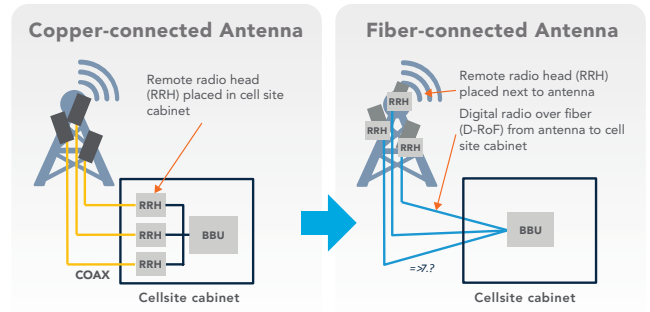 Copper-connected Antenna
Remote radio head
(RRH) placed in cell site
cabinet
RRH
RRH
RRH
BBU
COAX
Cellsite cabinet
Fiber-connected Antenna
RRH
RRH
RRH
Remote radio head (RRH)
placed next to antenna
Digital radio over fiber
(D-RoF) from antenna to cell
site cabinet
BBU
Cellsite cabinet